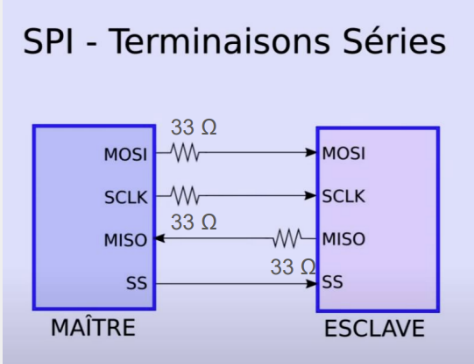 SPI - Terminaisons Séries
33 Ω
MOSI
MOSI
SCLK
SCLK
33 Ω
MISO
MISO
33 Ω
SS
SS
MAÎTRE
ESCLAVE